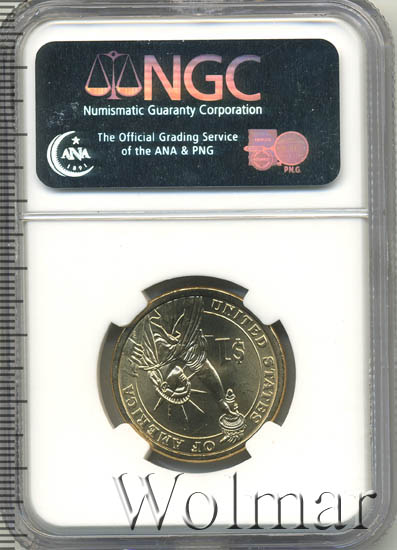 NGC
Numismatic Guaranty Corporation
The Official Grading Service
of the ANA & PNG
ANA
1891
P.N.G.
UNITED STATES OF AMERICA
$1
Wolmar